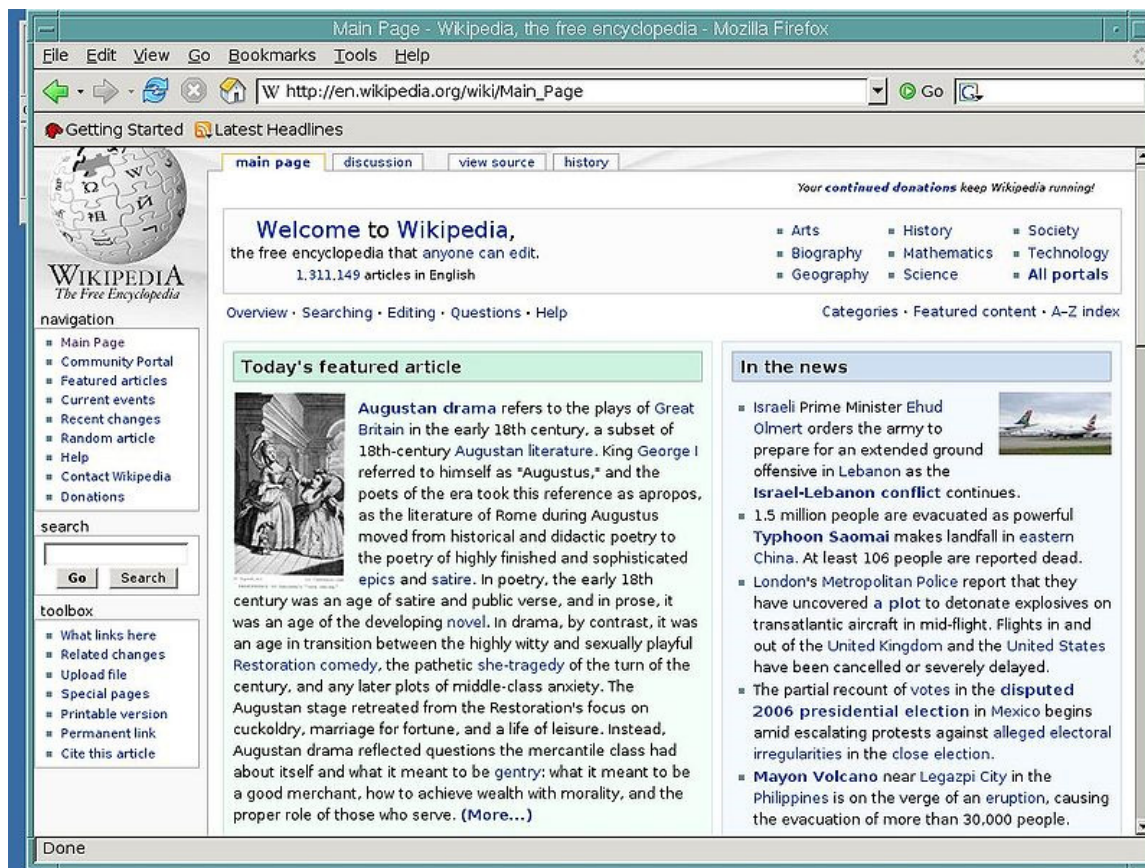 Main Page - Wikipedia, the free encyclopedia - Mozilla Firefox
File Edit View Go Bookmarks Tools Help
W http://en.wikipedia.org/wiki/Main_Page Go G
Getting Started Latest Headlines
main page discussion view source history
Your continued donations keep Wikipedia running!
WIKIPEDIA
The Free Encyclopedia
navigation
Main Page
Community Portal
Featured articles
Current events
Recent changes
Random article
Help
Contact Wikipedia
Donations
search
Go Search
toolbox
What links here
Related changes
Upload file
Special pages
Printable version
Permanent link
Cite this article
Welcome to Wikipedia,
the free encyclopedia that anyone can edit.
1,311,149 articles in English
Arts History Society
Biography Mathematics Technology
Geography Science All portals
Overview · Searching · Editing · Questions · Help
Categories · Featured content · A–Z index
Today's featured article
Augustan drama refers to the plays of Great
Britain in the early 18th century, a subset of
18th-century Augustan literature. King George I
referred to himself as "Augustus," and the
poets of the era took this reference as apropos,
as the literature of Rome during Augustus
moved from historical and didactic poetry to
the poetry of highly finished and sophisticated
epics and satire. In poetry, the early 18th
century was an age of satire and public verse, and in prose, it
was an age of the developing novel. In drama, by contrast, it was
an age in transition between the highly witty and sexually playful
Restoration comedy, the pathetic she-tragedy of the turn of the
century, and any later plots of middle-class anxiety. The
Augustan stage retreated from the Restoration's focus on
cuckoldry, marriage for fortune, and a life of leisure. Instead,
Augustan drama reflected questions the mercantile class had
about itself and what it meant to be gentry: what it meant to be
a good merchant, how to achieve wealth with morality, and the
proper role of those who serve. (More...)
In the news
Israeli Prime Minister Ehud
Olmert orders the army to
prepare for an extended ground
offensive in Lebanon as the
Israel-Lebanon conflict continues.
1.5 million people are evacuated as powerful
Typhoon Saomai makes landfall in eastern
China. At least 106 people are reported dead.
London's Metropolitan Police report that they
have uncovered a plot to detonate explosives on
transatlantic aircraft in mid-flight. Flights in and
out of the United Kingdom and the United States
have been cancelled or severely delayed.
The partial recount of votes in the disputed
2006 presidential election in Mexico begins
amid escalating protests against alleged electoral
irregularities in the close election.
Mayon Volcano near Legazpi City in the
Philippines is on the verge of an eruption, causing
the evacuation of more than 30,000 people.
Done